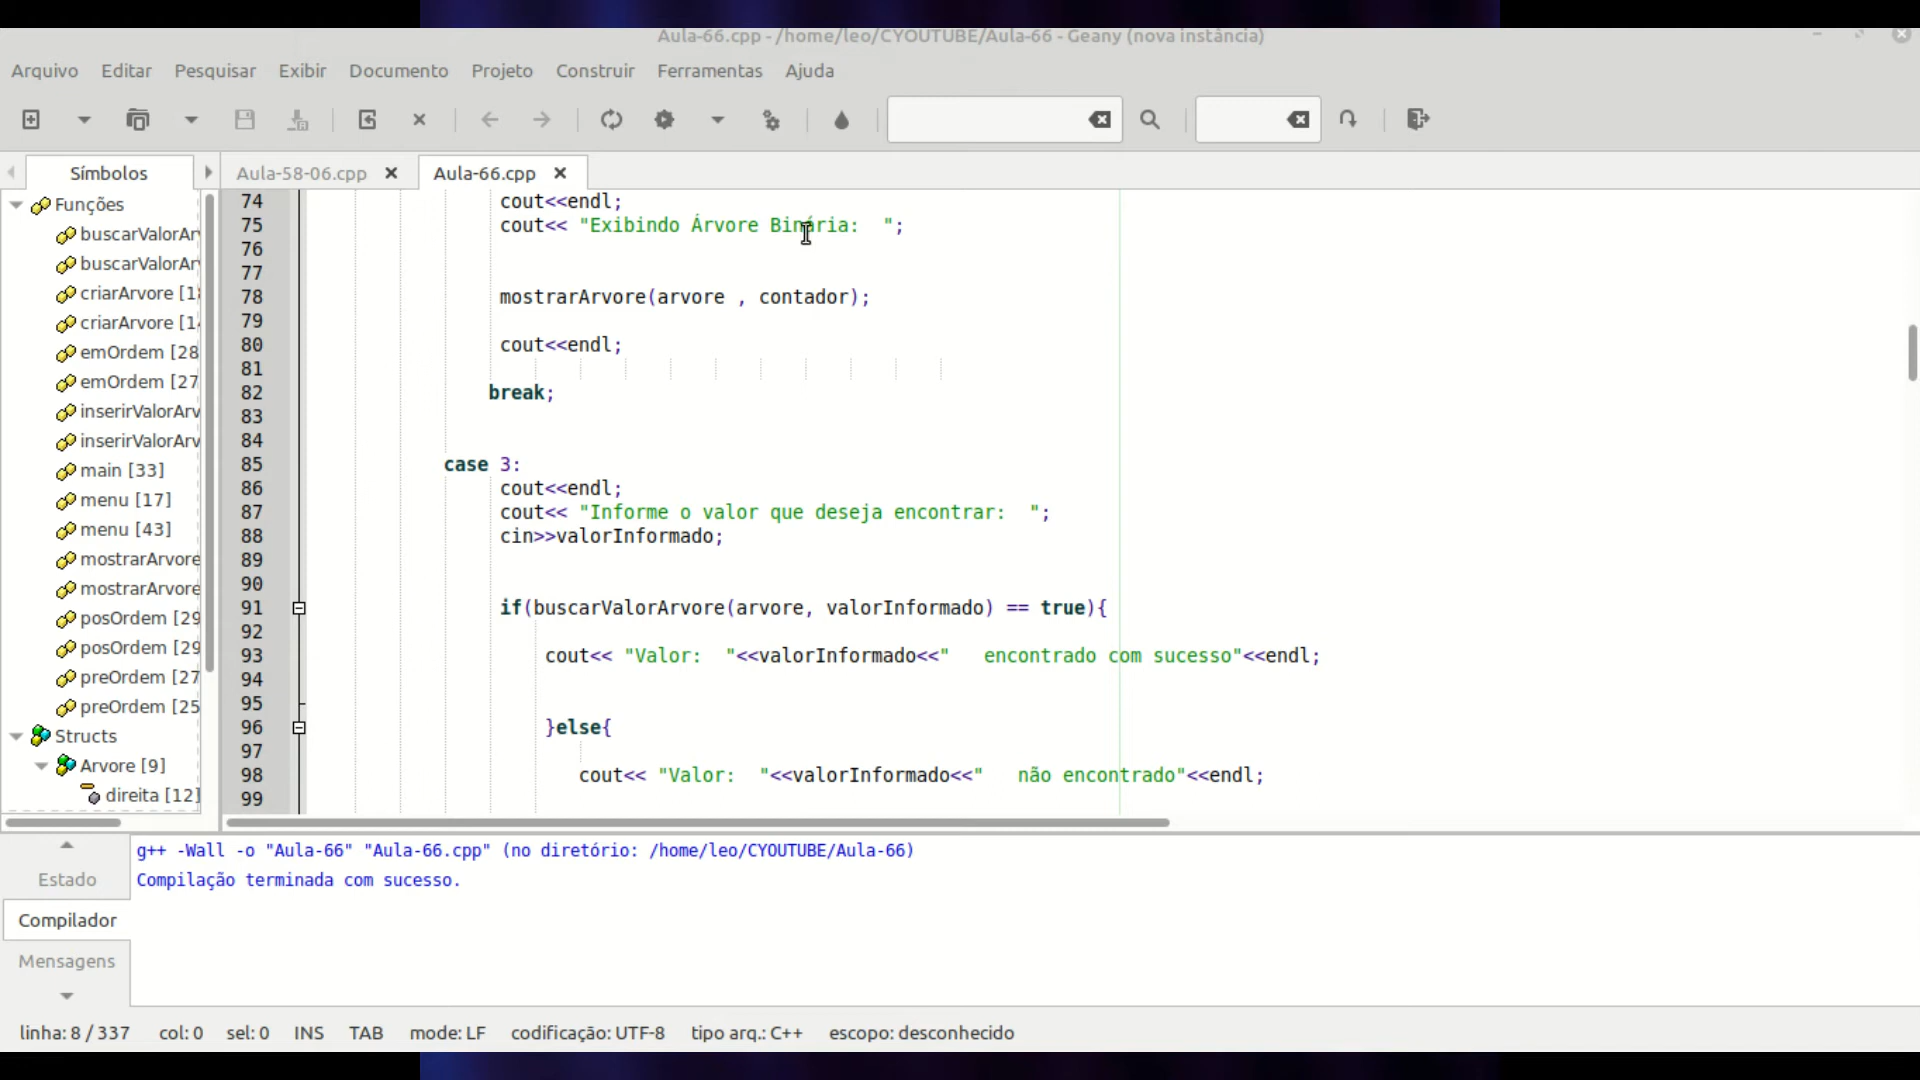 Aula-66.cpp - /home/leo/CYOUTUBE/Aula-66 - Geany (nova instância)
Arquivo Editar Pesquisar Exibir Documento Projeto Construir Ferramentas Ajuda
Símbolos
Aula-58-06.cpp
Aula-66.cpp
Funções
buscarValorAr
buscarValorAr
criarArvore [1
criarArvore [1
emOrdem [28
emOrdem [27
inserirValorArv
inserirValorArv
main [33]
menu [17]
menu [43]
mostrarArvore
mostrarArvore
posOrdem [29
posOrdem [29
preOrdem [27
preOrdem [25
Structs
Arvore [9]
direita [12]
74 cout<<endl;
75 cout<< "Exibindo Árvore Binária:  ";
76
77
78 mostrarArvore(arvore , contador);
79
80 cout<<endl;
81
82 break;
83
84
85 case 3:
86 cout<<endl;
87 cout<< "Informe o valor que deseja encontrar:  ";
88 cin>>valorInformado;
89
90
91 if(buscarValorArvore(arvore, valorInformado) == true){
92
93 cout<< "Valor:  "<<valorInformado<<"   encontrado com sucesso"<<endl;
94
95
96 }else{
97
98 cout<< "Valor:  "<<valorInformado<<"   não encontrado"<<endl;
99
Estado
Compilador
Mensagens
g++ -Wall -o "Aula-66" "Aula-66.cpp" (no diretório: /home/leo/CYOUTUBE/Aula-66)
Compilação terminada com sucesso.
linha: 8 / 337 col: 0 sel: 0 INS TAB mode: LF codificação: UTF-8 tipo arq.: C++ escopo: desconhecido